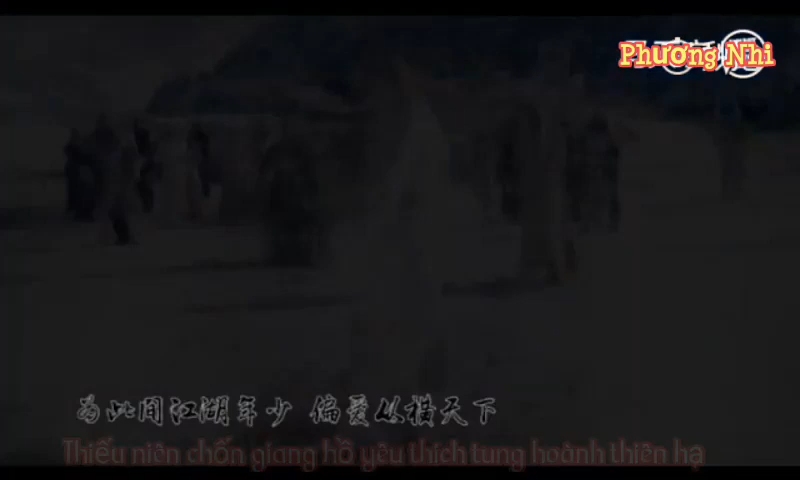 Phương Nhi
为此间江湖年少 偏爱纵横天下
Thiếu niên chốn giang hồ yêu thích tung hoành thiên hạ